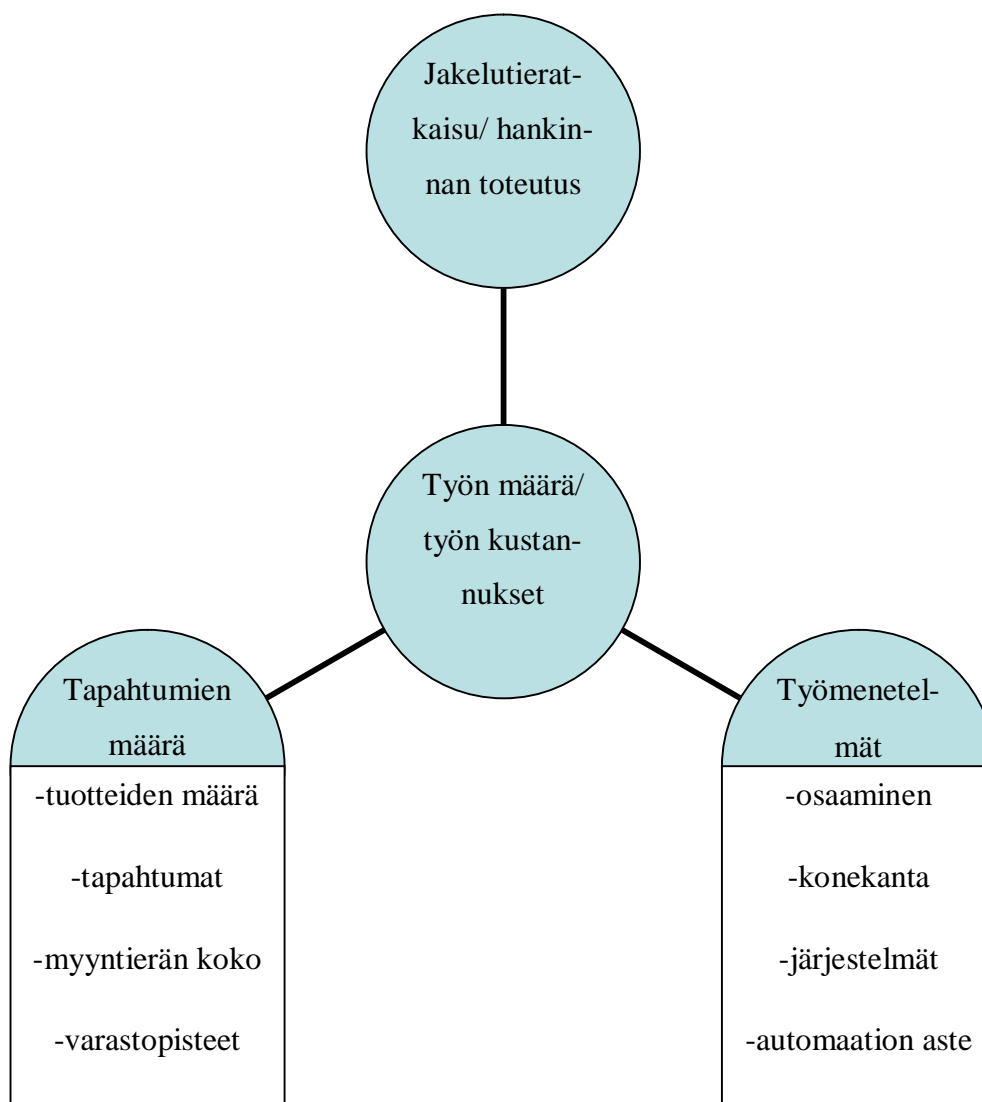 Jakelutierat-
kaisu/ hankin-
nan toteutus
Työn määrä/
työn kustan-
nukset
Tapahtumien
määrä
-tuotteiden määrä
-tapahtumat
-myyntierän koko
-varastopisteet
Työmenetel-
mät
-osaaminen
-konekanta
-järjestelmät
-automaation aste